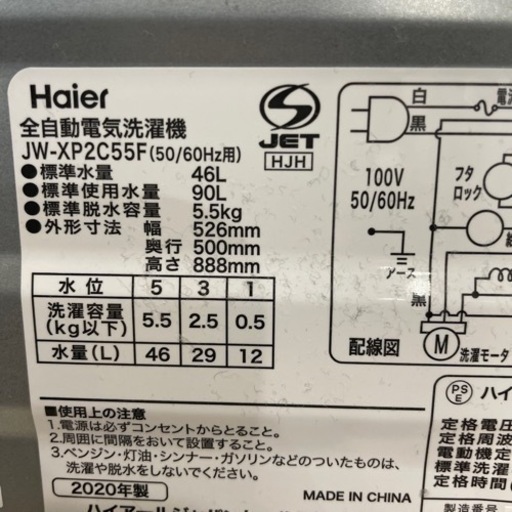 Haier
全自動電気洗濯機
JW-XP2C55F(50/60Hz用)
●標準水量 46L
●標準使用水量 90L
●標準脱水容量 5.5kg
●外形寸法 幅 526mm
奥行 500mm
高さ 888mm
水位 5 3 1
洗濯容量(kg以下) 5.5 2.5 0.5
水量(L) 46 29 12
■使用上の注意
1.電源は必ずコンセントからとること。
2.周囲に間隔をおいて設置すること。
3.ベンジン・灯油・シンナー・ガソリンなどのついたものは、
洗濯や脱水をしないでください。
2020年製
MADE IN CHINA
JET
HJH
白
黒
100V
50/60Hz
フタ
ロック
アース
黒
M
洗濯モータ
配線図
PS
E
ハイ
定格電圧
定格周波
電動機定
標準洗濯
定格時間
製造番号